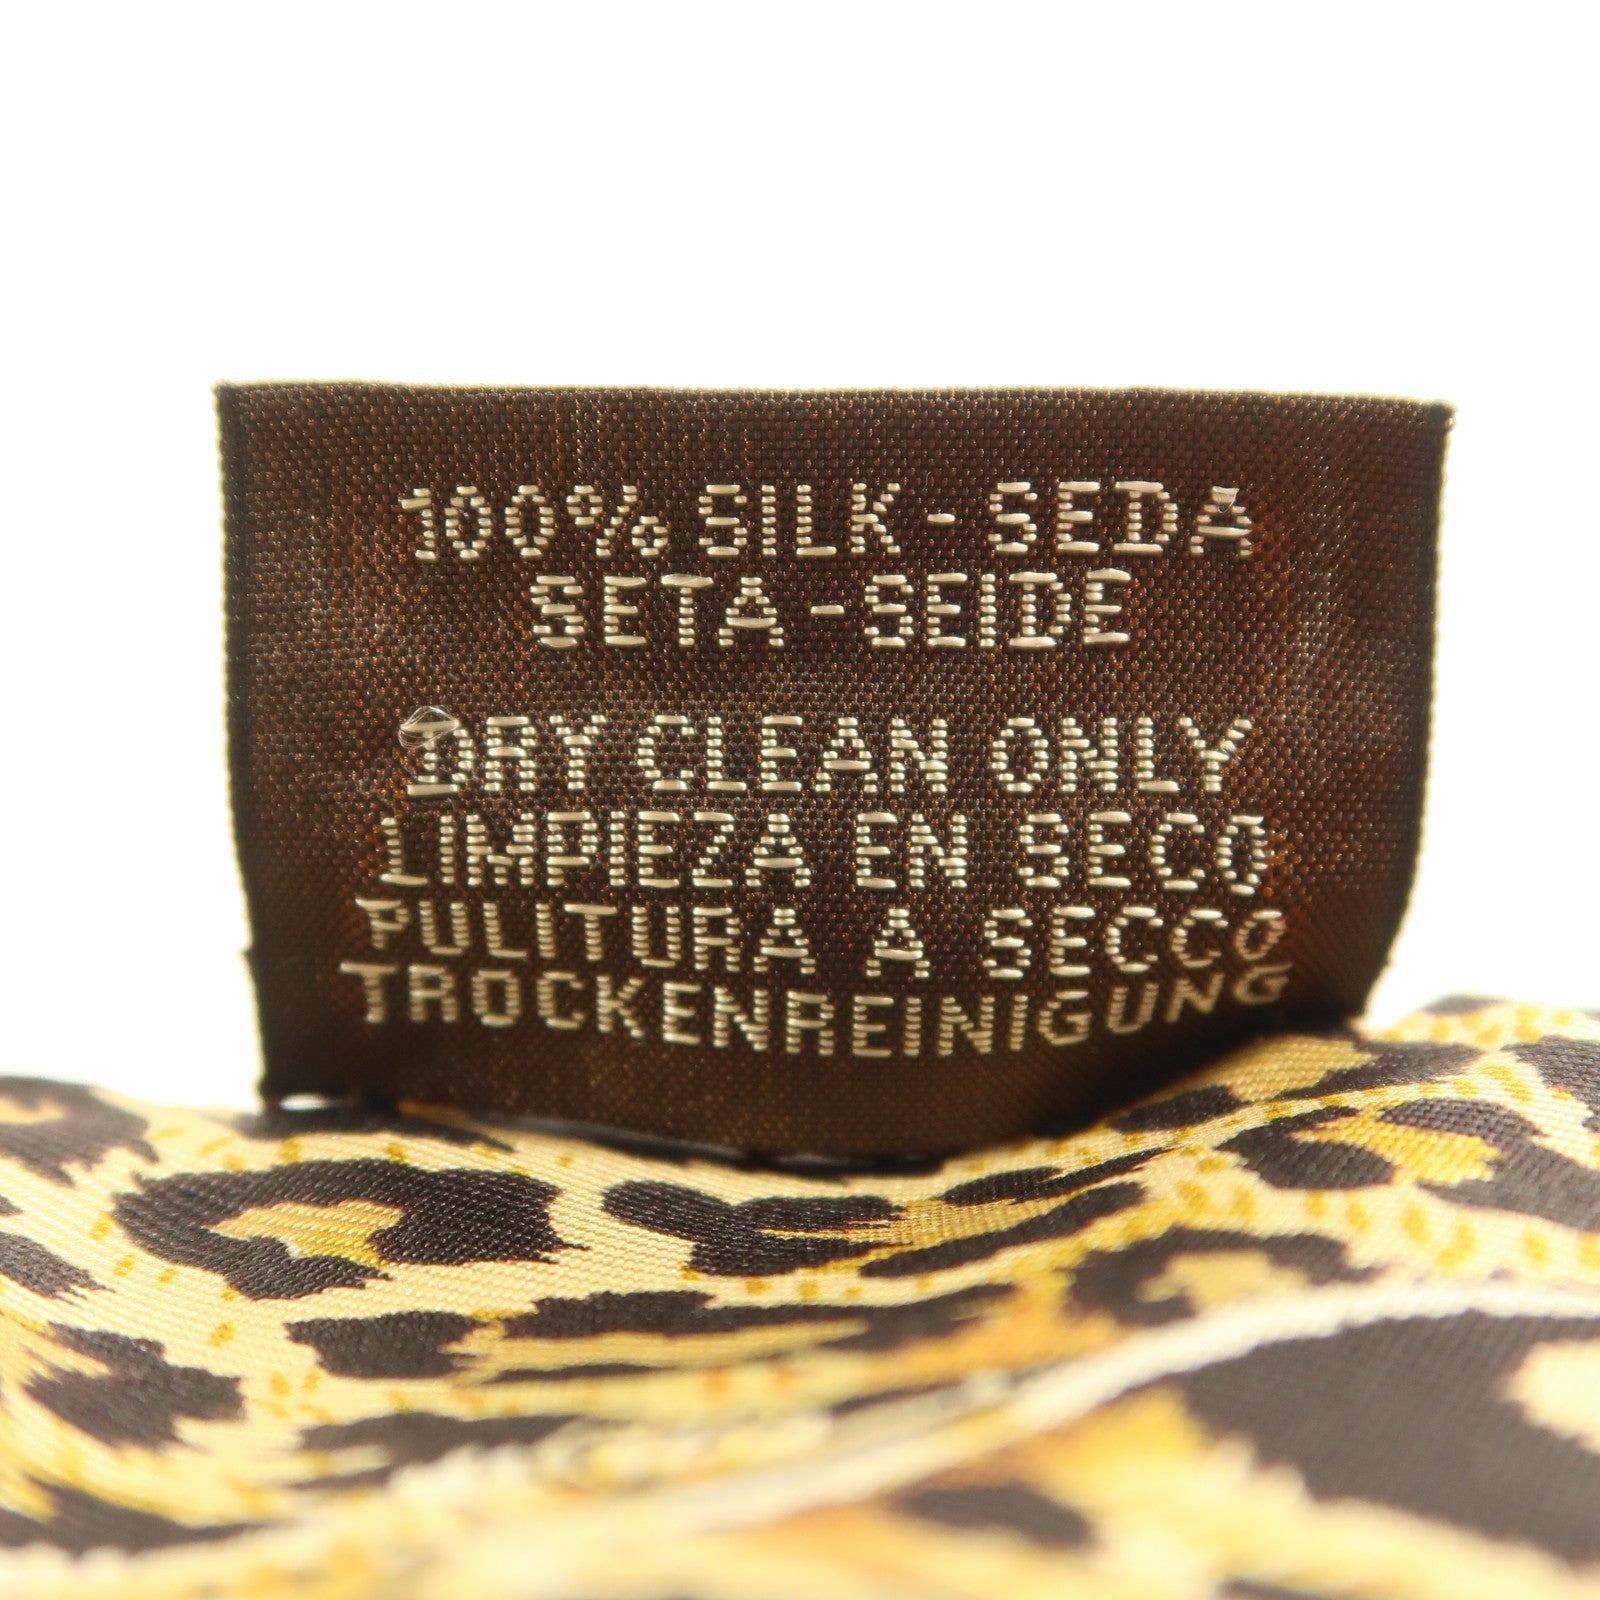 100% SILK - SEDA
SETA - SEIDE
DRY CLEAN ONLY
LIMPIEZA EN SECO
PULITURA A SECCO
TROCKENREINIGUNG